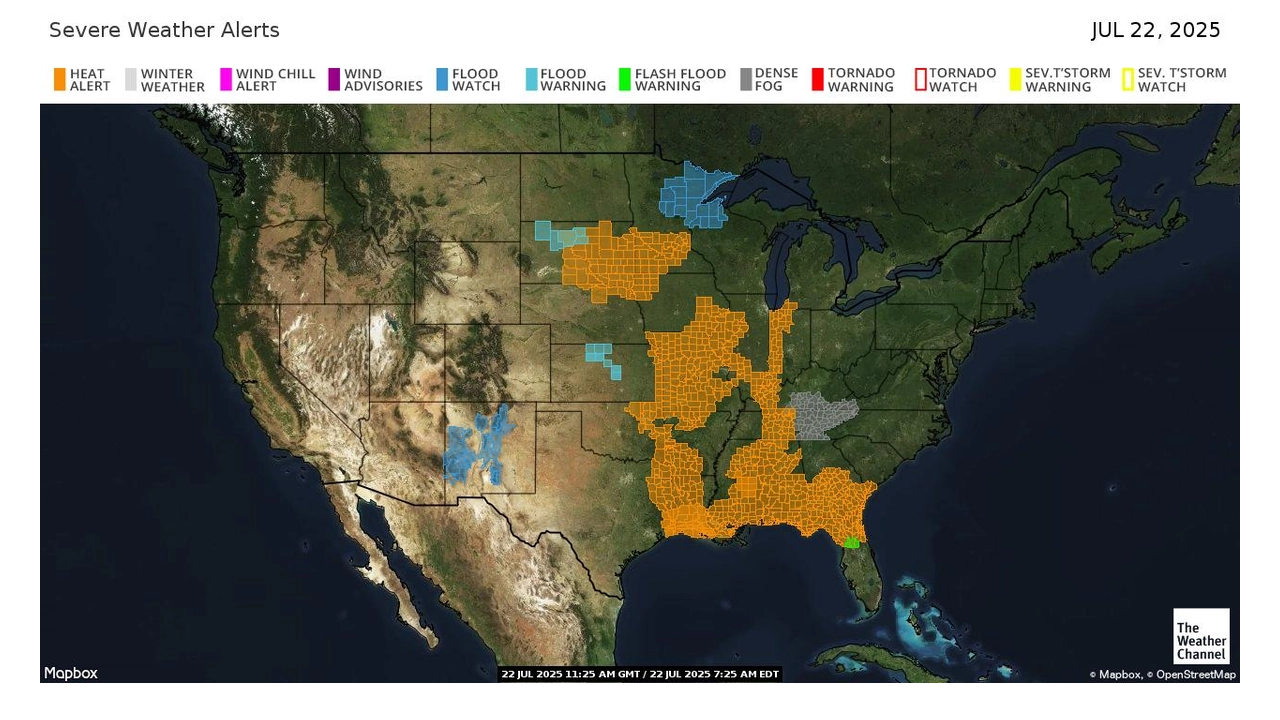 Severe Weather Alerts
JUL 22, 2025
HEAT ALERT
WINTER WEATHER
WIND CHILL ALERT
WIND ADVISORIES
FLOOD WATCH
FLOOD WARNING
FLASH FLOOD WARNING
DENSE FOG
TORNADO WARNING
TORNADO WATCH
SEV.T'STORM WARNING
SEV. T'STORM WATCH
The
Weather
Channel
Mapbox
22 JUL 2025 11:25 AM GMT / 22 JUL 2025 7:25 AM EDT
© Mapbox, © OpenStreetMap